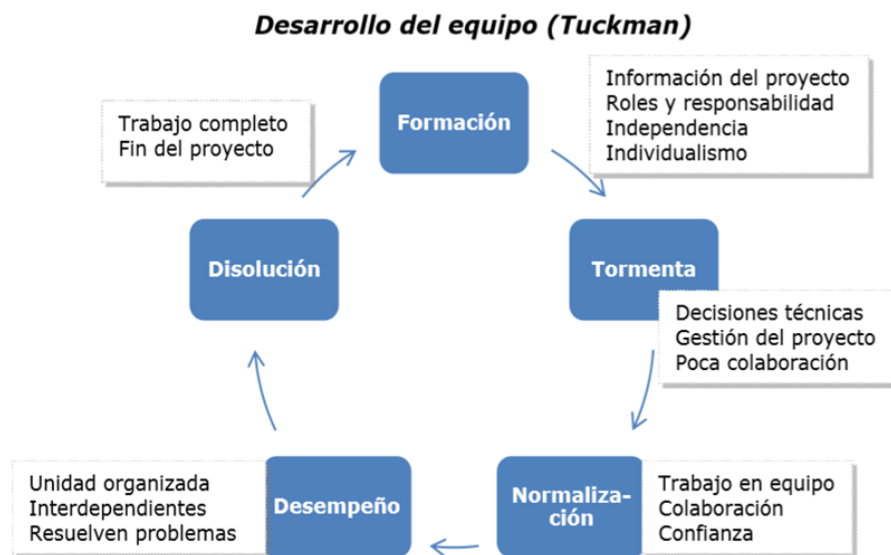 Desarrollo del equipo (Tuckman)
Formación
Información del proyecto
Roles y responsabilidad
Independencia
Individualismo
Tormenta
Decisiones técnicas
Gestión del proyecto
Poca colaboración
Normaliza-
ción
Trabajo en equipo
Colaboración
Confianza
Desempeño
Unidad organizada
Interdependientes
Resuelven problemas
Disolución
Trabajo completo
Fin del proyecto